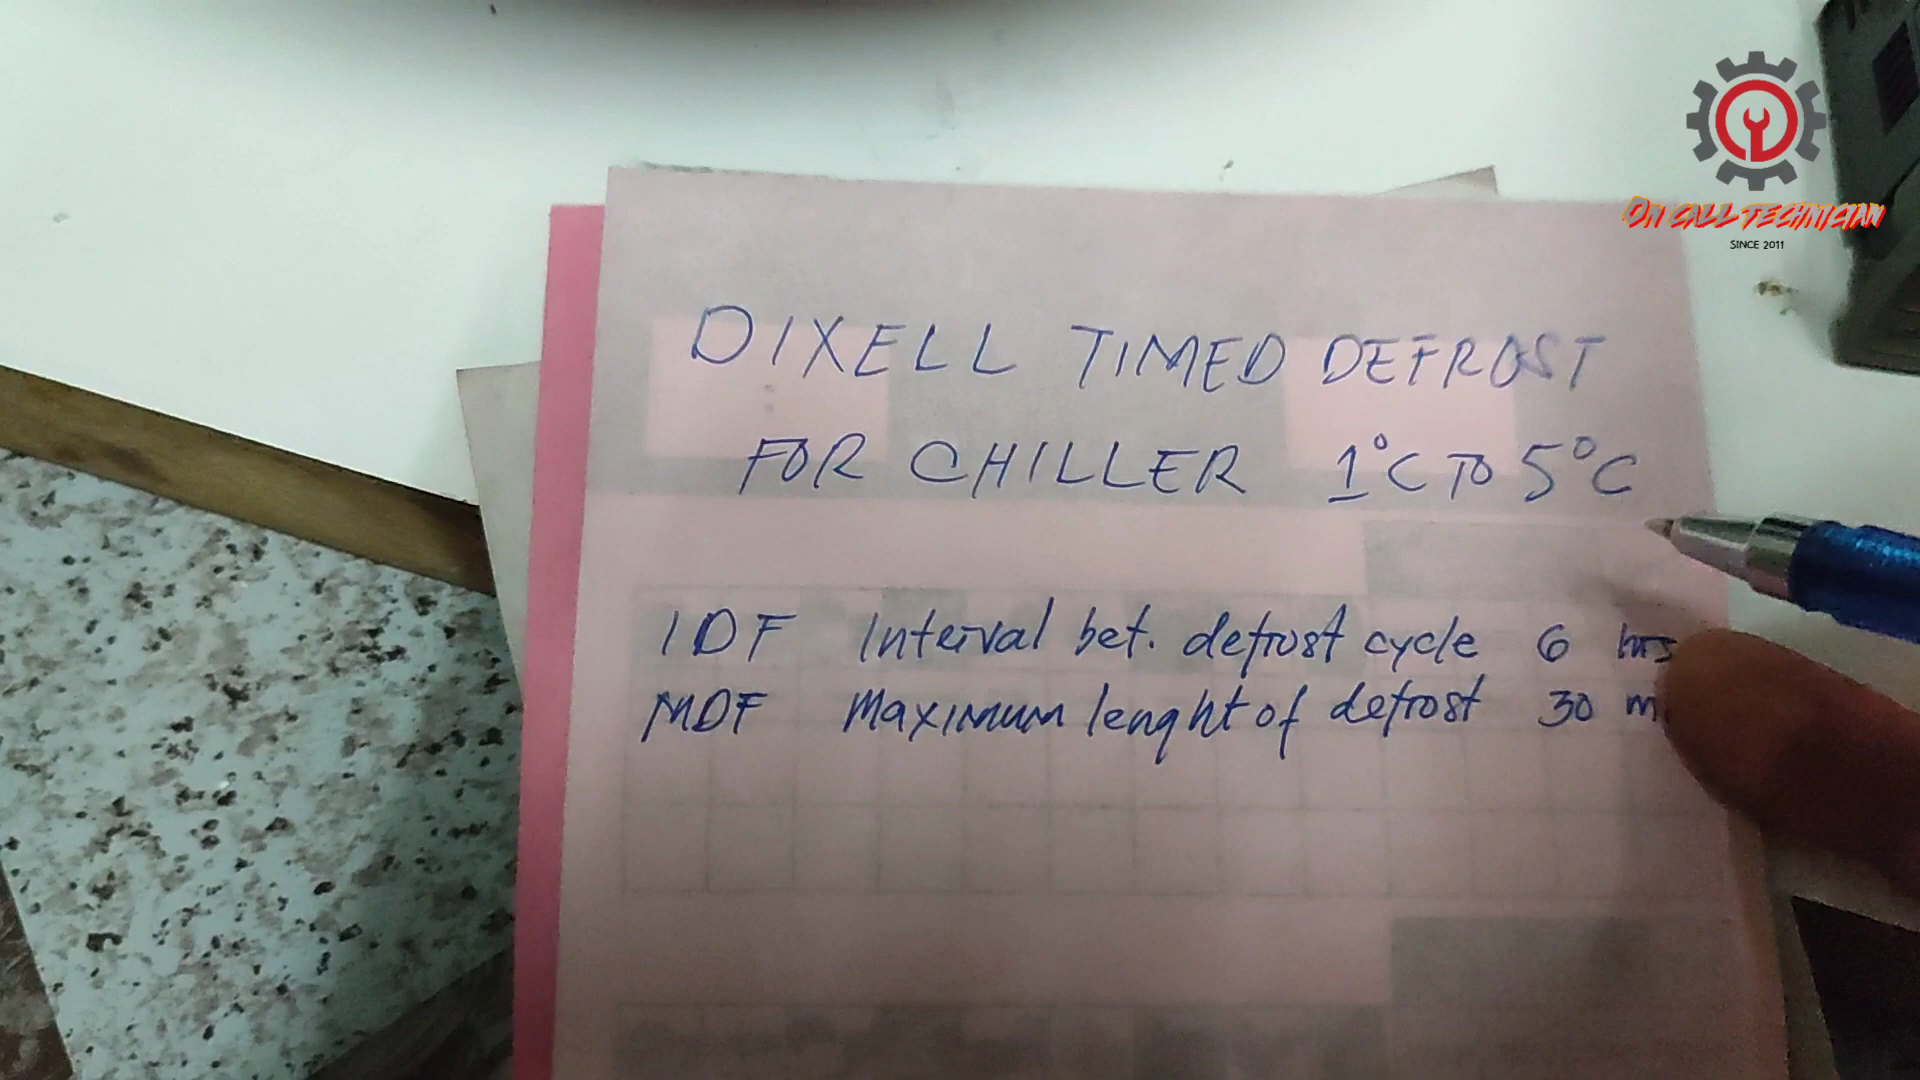 ON CALL TECHNICIAN
SINCE 2011
DIXELL TIMED DEFROST
FOR CHILLER 1°C TO 5°C
IDF Interval bet. defrost cycle 6 hrs
MDF Maximum lenght of defrost 30 m